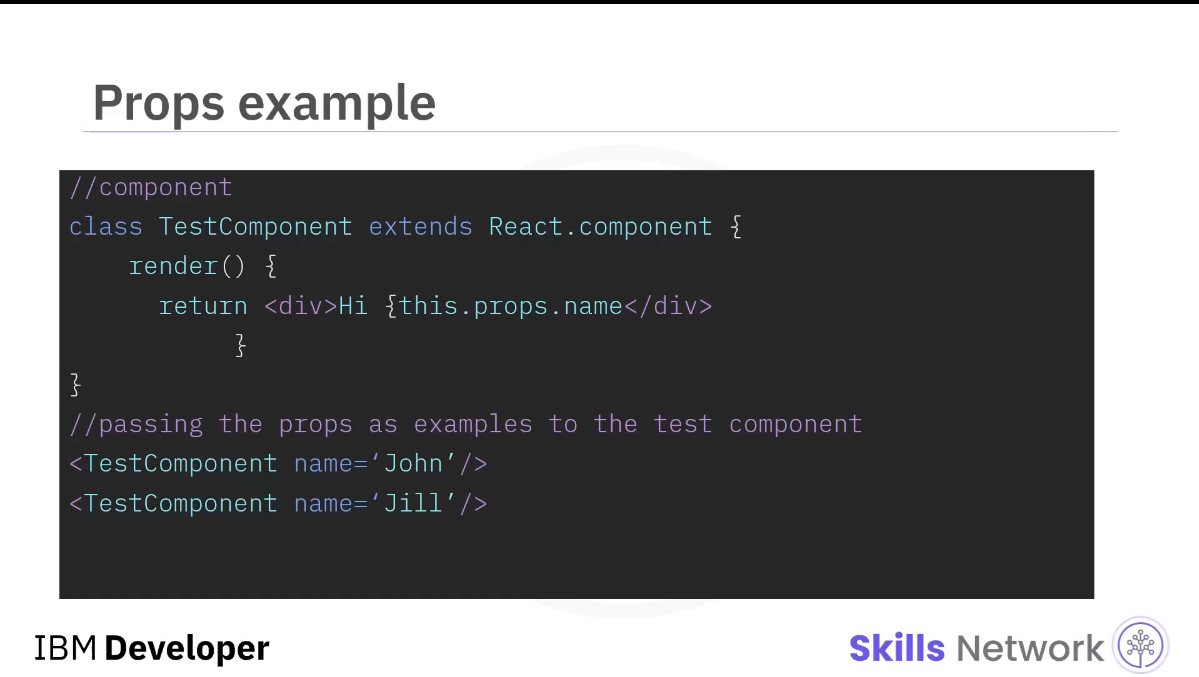 Props example
//component
class TestComponent extends React.component {
render() {
return <div>Hi {this.props.name</div>
}
}
//passing the props as examples to the test component
<TestComponent name=‘John’/>
<TestComponent name=‘Jill’/>
IBM Developer
Skills Network